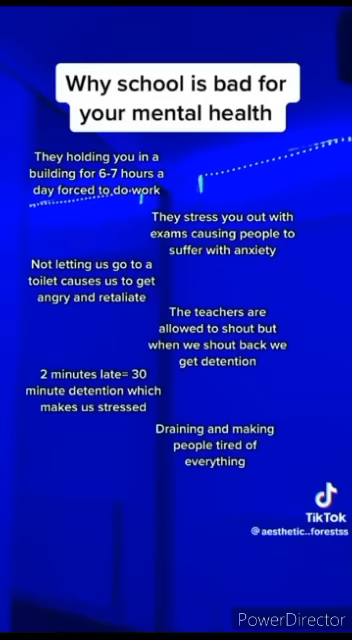 Why school is bad for
your mental health
They holding you in a
building for 6-7 hours a
day forced to do work
They stress you out with
exams causing people to
suffer with anxiety
Not letting us go to a
toilet causes us to get
angry and retaliate
The teachers are
allowed to shout but
when we shout back we
get detention
2 minutes late= 30
minute detention which
makes us stressed
Draining and making
people tired of
everything
TikTok
@aesthetic..forestss
PowerDirector